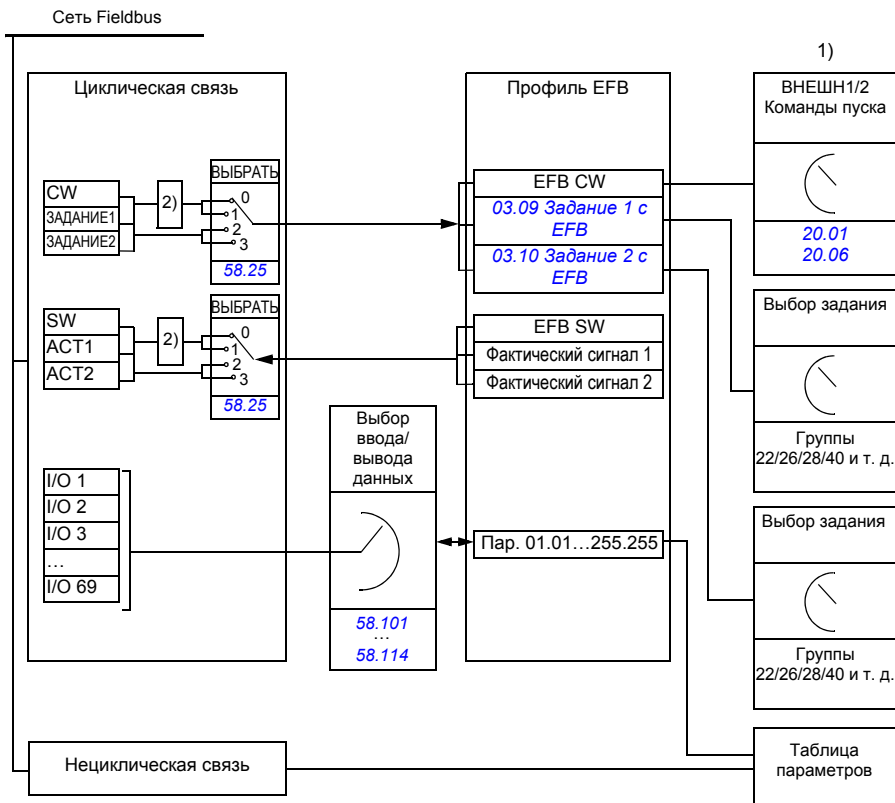 Сеть Fieldbus
1)
Циклическая связь
Профиль EFB
ВНЕШН1/2
Команды пуска
ВЫБРАТЬ
CW
ЗАДАНИЕ1
ЗАДАНИЕ2
2)
0
1
2
3
58.25
EFB CW
03.09 Задание 1 с
EFB
03.10 Задание 2 с
EFB
20.01
20.06
ВЫБРАТЬ
SW
ACT1
ACT2
2)
0
1
2
3
58.25
EFB SW
Фактический сигнал 1
Фактический сигнал 2
Выбор задания
Группы
22/26/28/40 и т. д.
Выбор
ввода/
вывода
данных
I/O 1
I/O 2
I/O 3
…
I/O 69
58.101
…
58.114
Пар. 01.01…255.255
Выбор задания
Группы
22/26/28/40 и т. д.
Нециклическая связь
Таблица
параметров